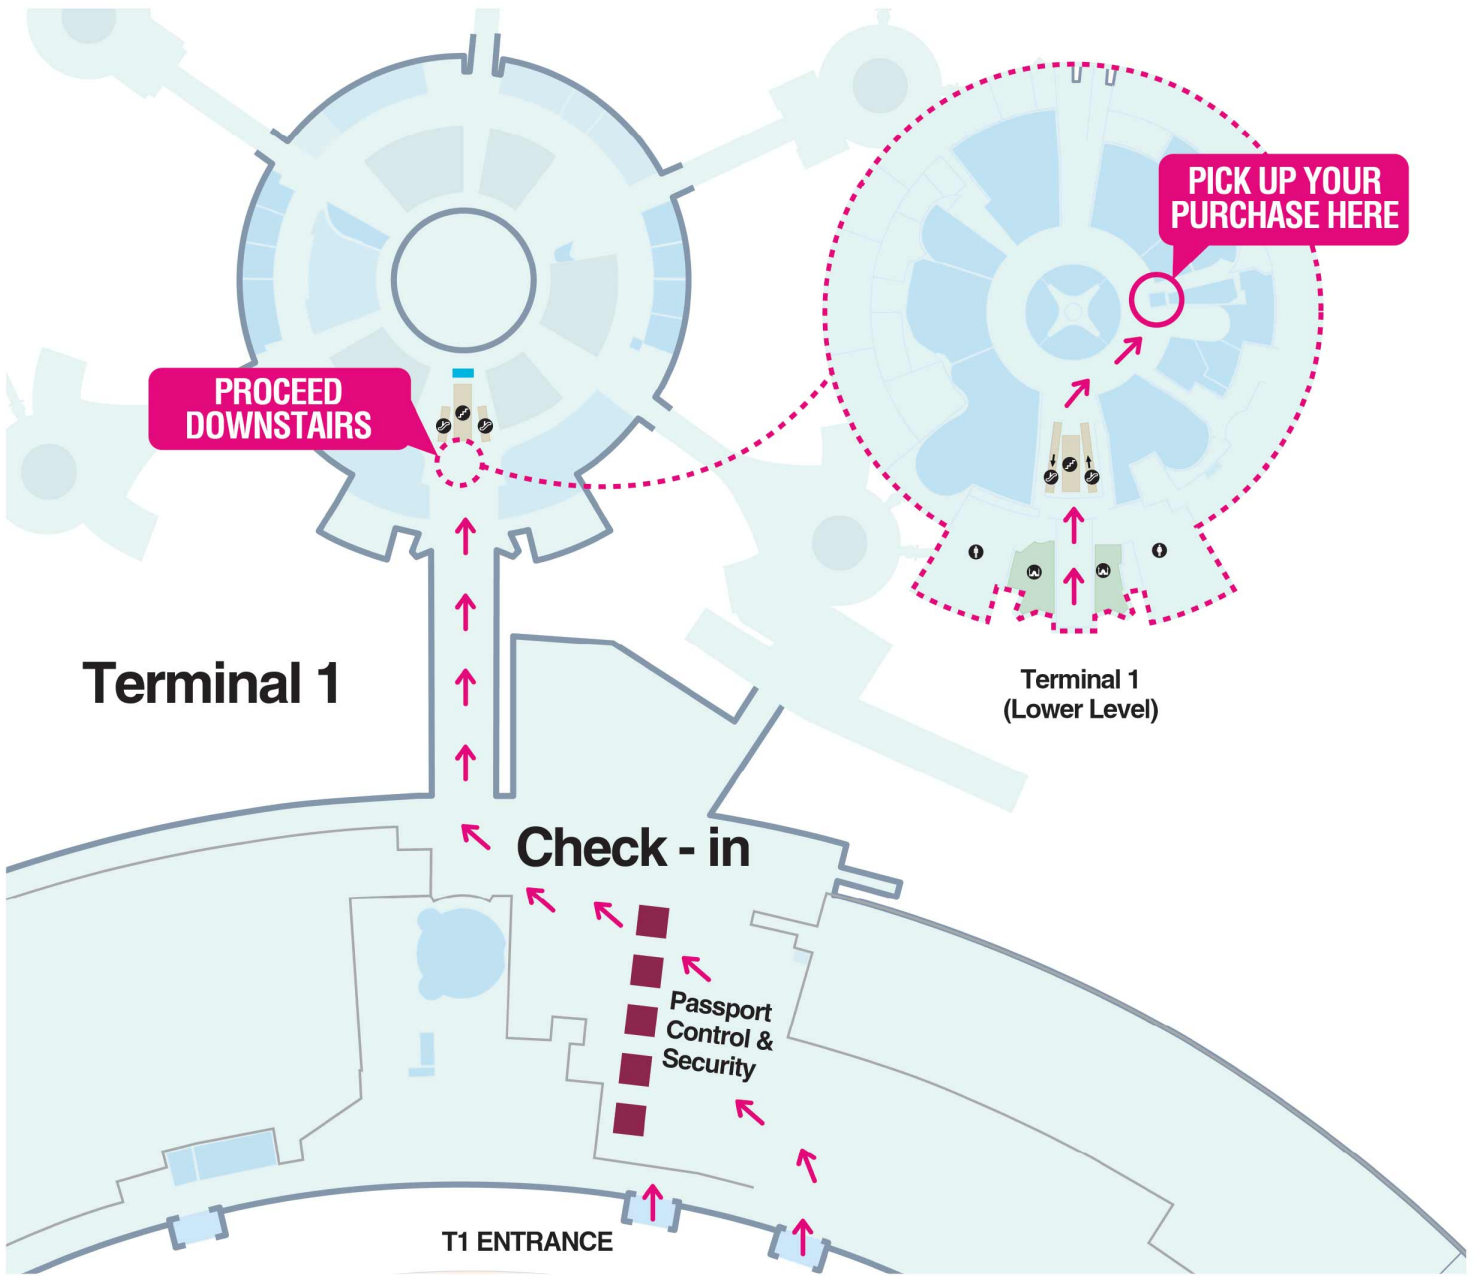 PICK UP YOUR
PURCHASE HERE
PROCEED
DOWNSTAIRS
Terminal 1
Terminal 1
(Lower Level)
Check - in
Passport
Control &
Security
T1 ENTRANCE